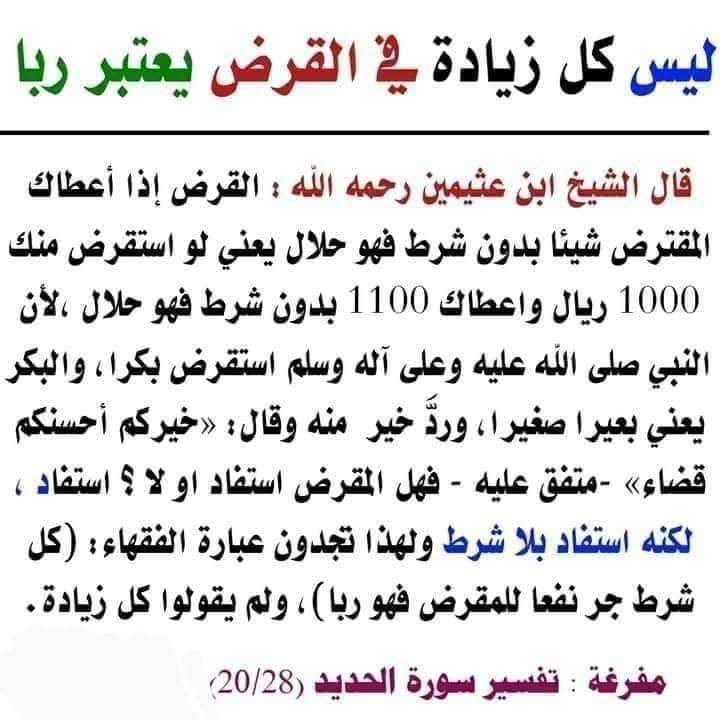 ليس كل زيادة في القرض يعتبر ربا
قال الشيخ ابن عثيمين رحمه الله : القرض إذا أعطاك
المقترض شيئا بدون شرط فهو حلال يعني لو استقرض منك
1000 ريال واعطاك 1100 بدون شرط فهو حلال ،لأن
النبي صلى الله عليه وعلى آله وسلم استقرض بكرا، والبكر
يعني بعيرا صغيرا، وردَّ خير منه وقال: «خيركم أحسنكم
قضاء» -متفق عليه - فهل المقرض استفاد او لا ؟ استفاد ،
لكنه استفاد بلا شرط ولهذا تجدون عبارة الفقهاء: (كل
شرط جر نفعا للمقرض فهو ربا)، ولم يقولوا كل زيادة.
مفرغة : تفسير سورة الحديد (20/28)